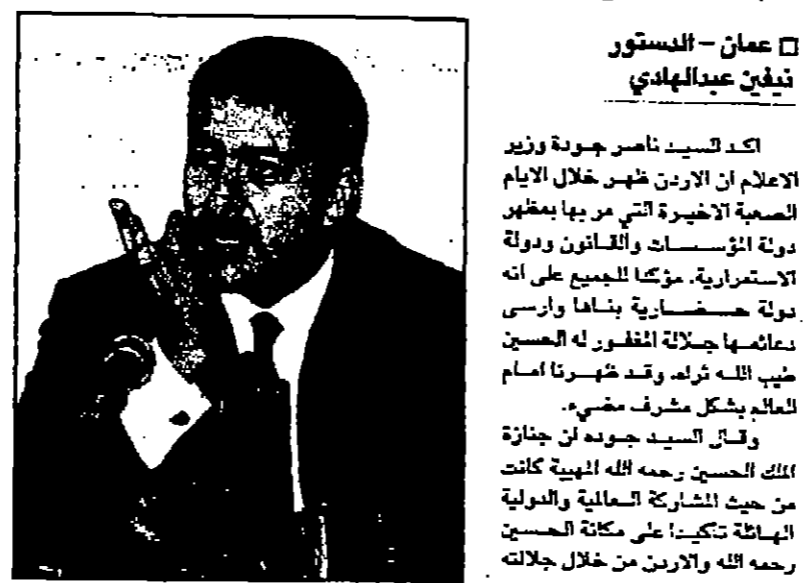 □ عمان – الدستور
نيفين عبدالهادي
اكد السيد ناصر جودة وزير
الاعلام ان الاردن ظهر خلال الايام
الصعبة الاخيرة التي مر بها بمظهر
دولة المؤسسات والقانون ودولة
الاستمرارية، مؤكدا للجميع على انه
دولة حضارية بناها وارسى
دعائمها جلالة المغفور له الحسين
طيب الله ثراه، وقد ظهرنا امام
العالم بشكل مشرف مضيء.
وقال السيد جوده ان جنازة
الملك الحسين رحمه الله المهيبة كانت
من حيث المشاركة العالمية والدولية
الهائلة تأكيدا على مكانة الحسين
رحمه الله والاردن من خلال جلالته